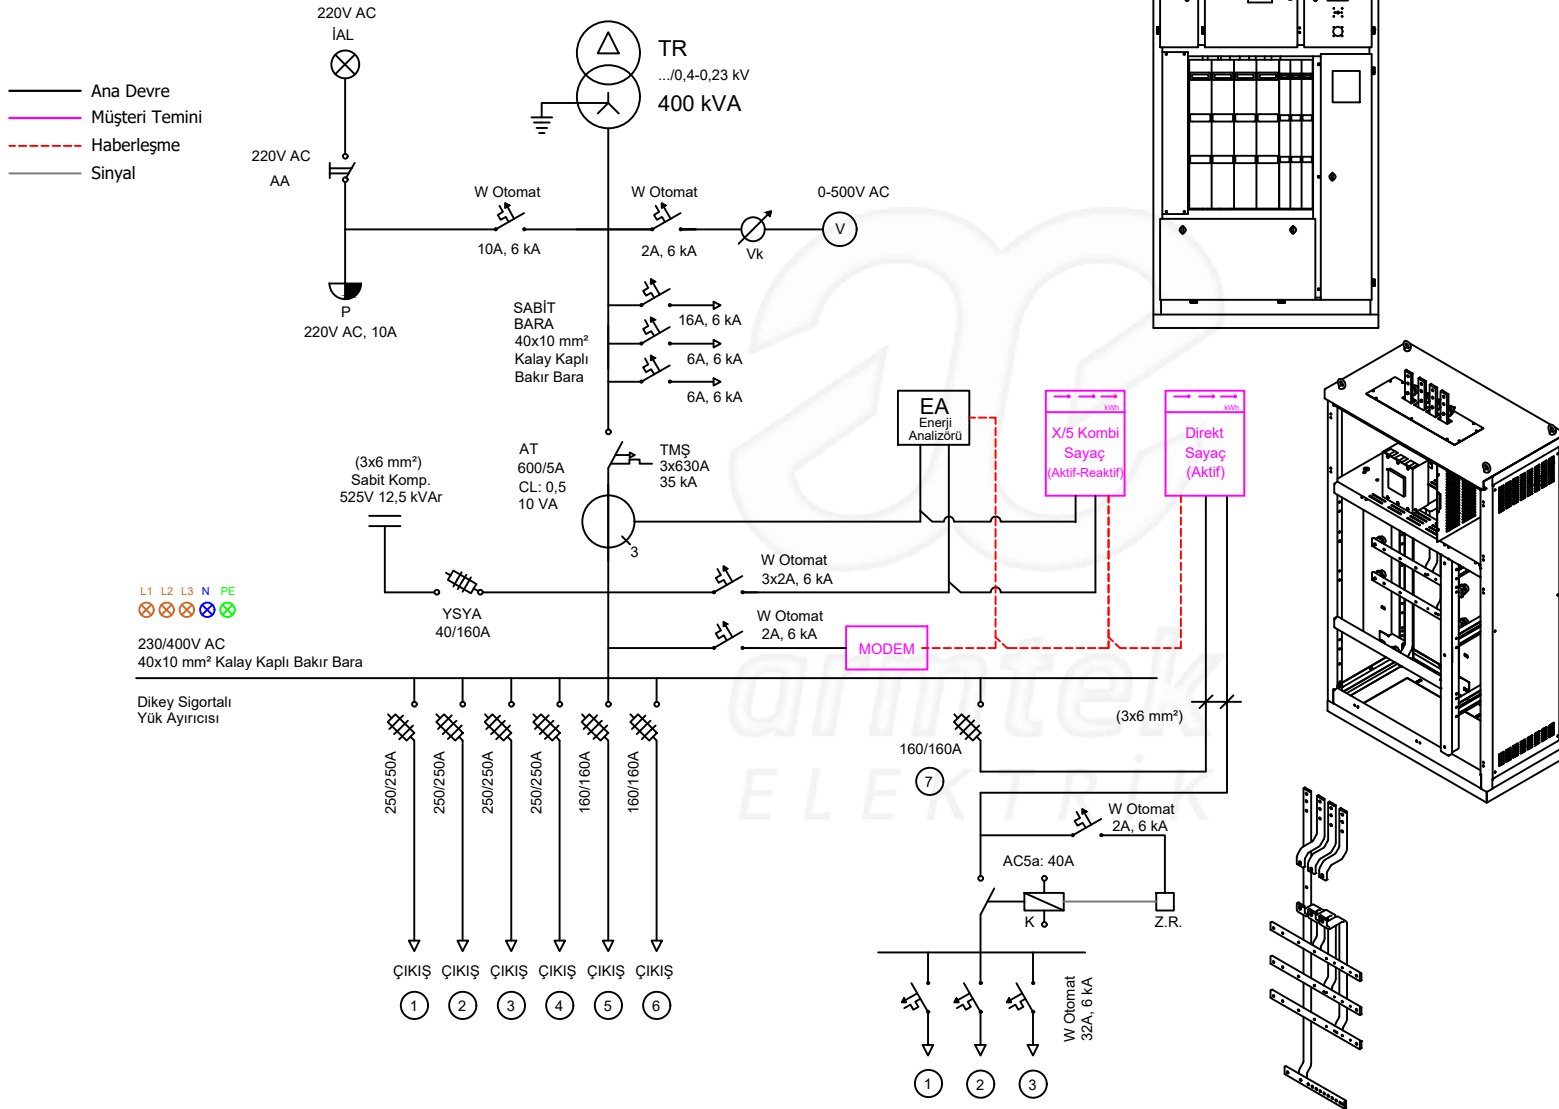 220V AC
İAL
Ana Devre
Müşteri Temini
Haberleşme
Sinyal
TR
.../0,4-0,23 kV
400 kVA
220V AC
AA
W Otomat
10A, 6 kA
W Otomat
2A, 6 kA
Vk
0-500V AC
V
P
220V AC, 10A
SABİT
BARA
40x10 mm²
Kalay Kaplı
Bakır Bara
16A, 6 kA
6A, 6 kA
6A, 6 kA
AT
600/5A
CL: 0,5
10 VA
TMŞ
3x630A
35 kA
3
EA
Enerji
Analizörü
kWh
X/5 Kombi
Sayaç
(Aktif-Reaktif)
kWh
Direkt
Sayaç
(Aktif)
(3x6 mm²)
Sabit Komp.
525V 12,5 kVAr
YSYA
40/160A
W Otomat
3x2A, 6 kA
W Otomat
2A, 6 kA
MODEM
L1 L2 L3 N PE
230/400V AC
40x10 mm² Kalay Kaplı Bakır Bara
Dikey Sigortalı
Yük Ayırıcısı
250/250A
250/250A
250/250A
250/250A
160/160A
160/160A
160/160A
7
(3x6 mm²)
W Otomat
2A, 6 kA
AC5a: 40A
K
Z.R.
ÇIKIŞ ÇIKIŞ ÇIKIŞ ÇIKIŞ ÇIKIŞ ÇIKIŞ
1 2 3 4 5 6
W Otomat
32A, 6 kA
1 2 3
armtek
ELEKTRİK